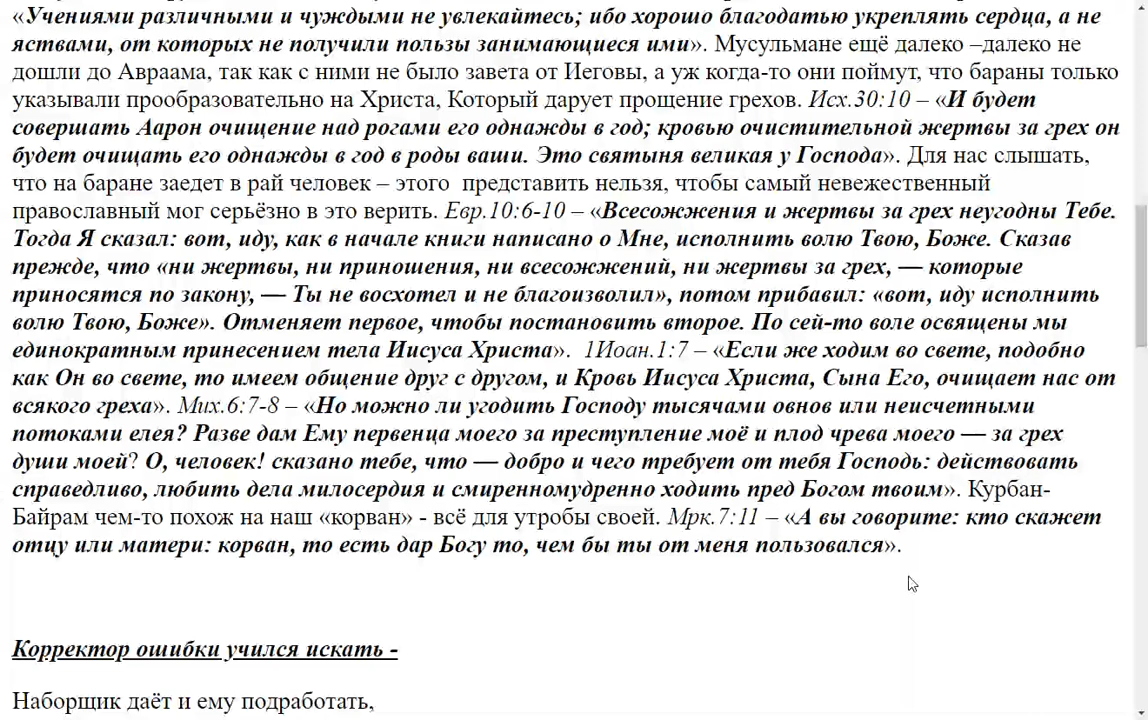 «Учениями различными и чуждыми не увлекайтесь; ибо хорошо благодатью укреплять сердца, а не
яствами, от которых не получили пользы занимающиеся ими». Мусульмане ещё далеко –далеко не
дошли до Авраама, так как с ними не было завета от Иеговы, а уж когда-то они поймут, что бараны только
указывали прообразовательно на Христа, Который дарует прощение грехов. Исх.30:10 – «И будет
совершать Аарон очищение над рогами его однажды в год; кровью очистительной жертвы за грех он
будет очищать его однажды в год в роды ваши. Это святыня великая у Господа». Для нас слышать,
что на баране заедет в рай человек – этого  представить нельзя, чтобы самый невежественный
православный мог серьёзно в это верить. Евр.10:6-10 – «Всесожжения и жертвы за грех неугодны Тебе.
Тогда Я сказал: вот, иду, как в начале книги написано о Мне, исполнить волю Твою, Боже. Сказав
прежде, что «ни жертвы, ни приношения, ни всесожжений, ни жертвы за грех, — которые
приносятся по закону, — Ты не восхотел и не благоизволил», потом прибавил: «вот, иду исполнить
волю Твою, Боже». Отменяет первое, чтобы постановить второе. По сей-то воле освящены мы
единократным принесением тела Иисуса Христа».  1Иоан.1:7 – «Если же ходим во свете, подобно
как Он во свете, то имеем общение друг с другом, и Кровь Иисуса Христа, Сына Его, очищает нас от
всякого греха». Мих.6:7-8 – «Но можно ли угодить Господу тысячами овнов или неисчетными
потоками елея? Разве дам Ему первенца моего за преступление моё и плод чрева моего — за грех
души моей? О, человек! сказано тебе, что — добро и чего требует от тебя Господь: действовать
справедливо, любить дела милосердия и смиренномудренно ходить пред Богом твоим». Курбан-
Байрам чем-то похож на наш «корван» - всё для утробы своей. Мрк.7:11 – «А вы говорите: кто скажет
отцу или матери: корван, то есть дар Богу то, чем бы ты от меня пользовался».
Корректор ошибки учился искать -
Наборщик даёт и ему подработать,